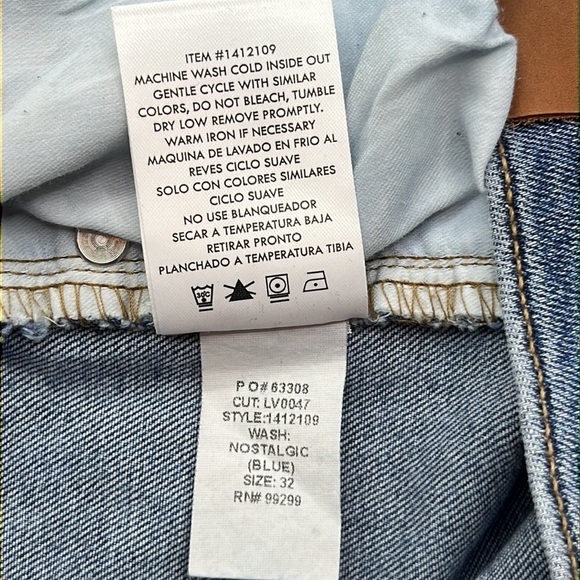 ITEM #1412109
MACHINE WASH COLD INSIDE OUT
GENTLE CYCLE WITH SIMILAR
COLORS, DO NOT BLEACH, TUMBLE
DRY LOW REMOVE PROMPTLY.
WARM IRON IF NECESSARY
MAQUINA DE LAVADO EN FRIO AL
REVES CICLO SUAVE
SOLO CON COLORES SIMILARES
CICLO SUAVE
NO USE BLANQUEADOR
SECAR A TEMPERATURA BAJA
RETIRAR PRONTO
PLANCHADO A TEMPERATURA TIBIA
30°C
P O# 63308
CUT: LV0047
STYLE:1412109
WASH:
NOSTALGIC
(BLUE)
SIZE: 32
RN# 99299